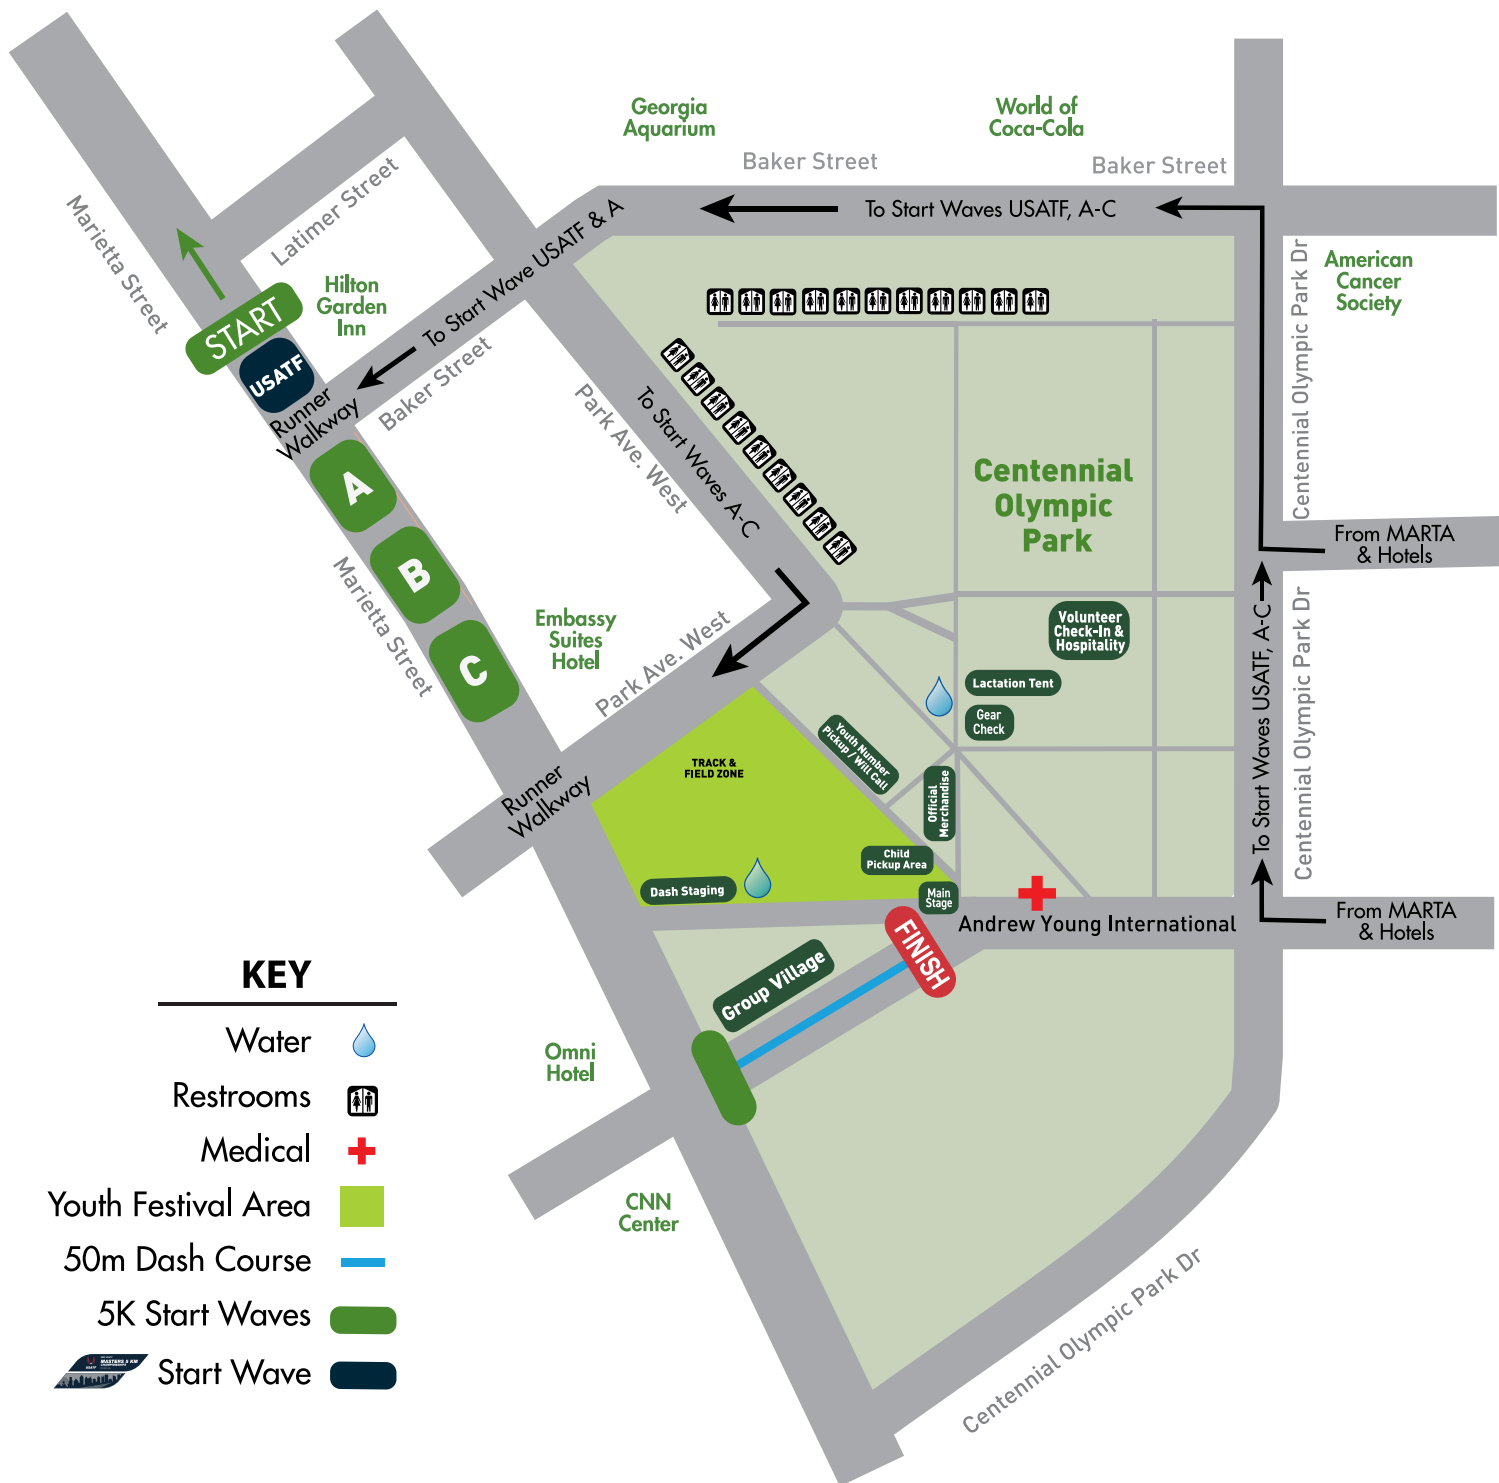 Georgia
Aquarium
World of
Coca-Cola
Baker Street
Baker Street
To Start Waves USATF, A-C
Marietta Street
Latimer Street
Hilton
Garden
Inn
To Start Wave USATF & A
START
USATF
Runner
Walkway
Baker Street
Park Ave. West
To Start Waves A-C
Centennial Olympic Park Dr
American
Cancer
Society
Centennial
Olympic
Park
A
B
C
Marietta Street
Embassy
Suites
Hotel
Park Ave. West
From MARTA
& Hotels
Volunteer
Check-In &
Hospitality
Lactation Tent
Gear
Check
To Start Waves USATF, A-C
Centennial Olympic Park Dr
Youth Number
Pickup / Will Call
Official
Merchandise
TRACK &
FIELD ZONE
Runner
Walkway
Child
Pickup Area
Dash Staging
Main
Stage
Andrew Young International
From MARTA
& Hotels
FINISH
Group Village
Omni
Hotel
CNN
Center
Centennial Olympic Park Dr
KEY
Water
Restrooms
Medical
Youth Festival Area
50m Dash Course
5K Start Waves
MASTERS 5 KM
Start Wave